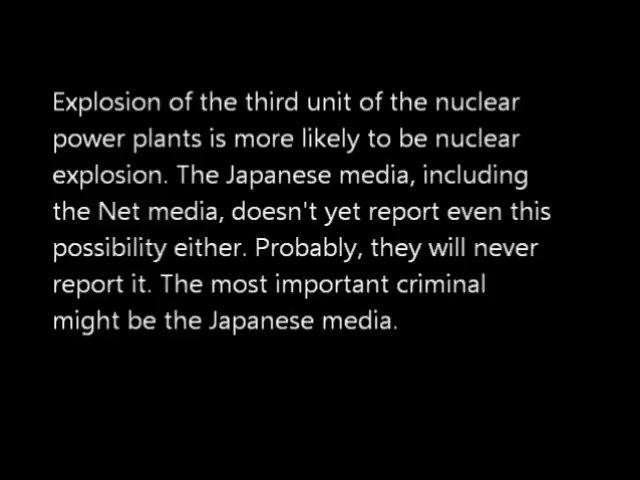 Explosion of the third unit of the nuclear
power plants is more likely to be nuclear
explosion. The Japanese media, including
the Net media, doesn't yet report even this
possibility either. Probably, they will never
report it. The most important criminal
might be the Japanese media.